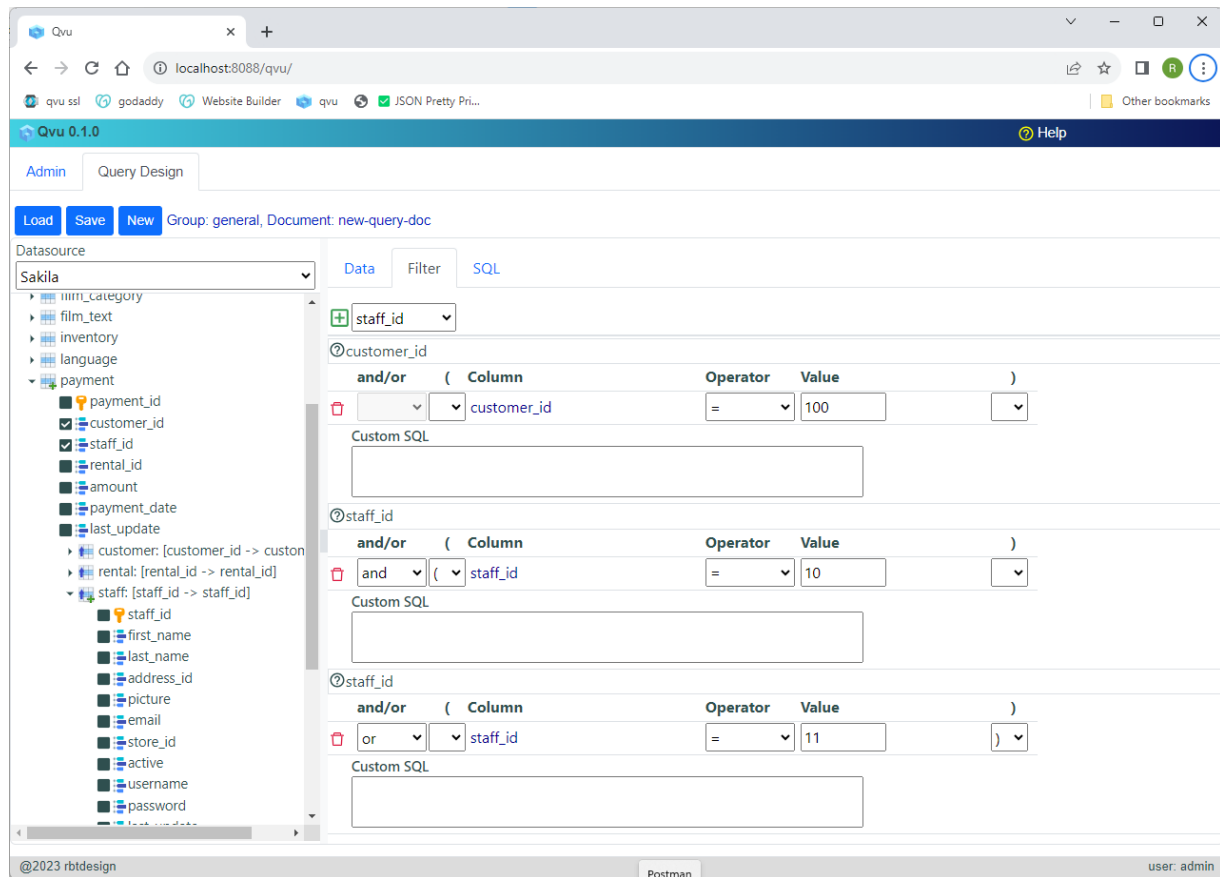 Qvu
localhost:8088/qvu/
R
qvu ssl godaddy Website Builder qvu JSON Pretty Pri... Other bookmarks
Qvu 0.1.0 Help
Admin Query Design
Load Save New Group: general, Document: new-query-doc
Datasource
Sakila
film_category
film_text
inventory
language
payment
payment_id
customer_id
staff_id
rental_id
amount
payment_date
last_update
customer: [customer_id -> custon
rental: [rental_id -> rental_id]
staff: [staff_id -> staff_id]
staff_id
first_name
last_name
address_id
picture
email
store_id
active
username
password
last_update
Data Filter SQL
staff_id
customer_id
and/or ( Column Operator Value )
customer_id = 100
Custom SQL
staff_id
and/or ( Column Operator Value )
and ( staff_id = 10
Custom SQL
staff_id
and/or ( Column Operator Value )
or staff_id = 11 )
Custom SQL
@2023 rbtdesign Postman user: admin